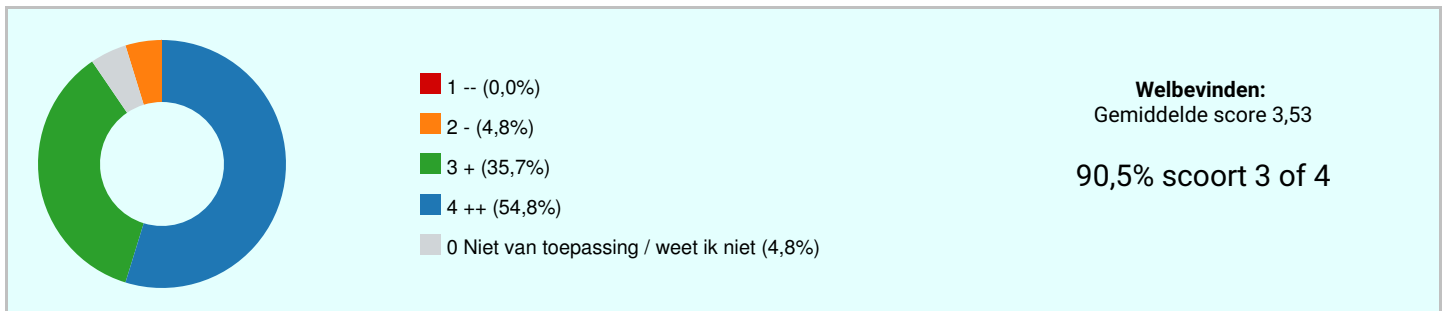 1 -- (0,0%)
2 - (4,8%)
3 + (35,7%)
4 ++ (54,8%)
0 Niet van toepassing / weet ik niet (4,8%)
Welbevinden:
Gemiddelde score 3,53
90,5% scoort 3 of 4